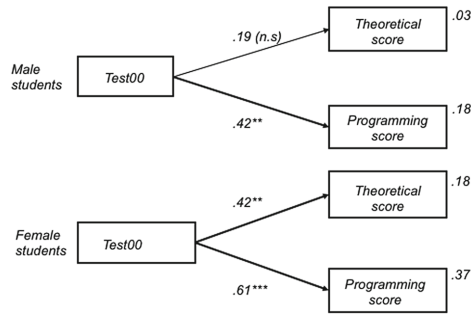 .19 (n.s)
Theoretical
score
.03
Male
students
Test00
.42**
Programming
score
.18
Female
students
Test00
.42**
Theoretical
score
.18
.61***
Programming
score
.37